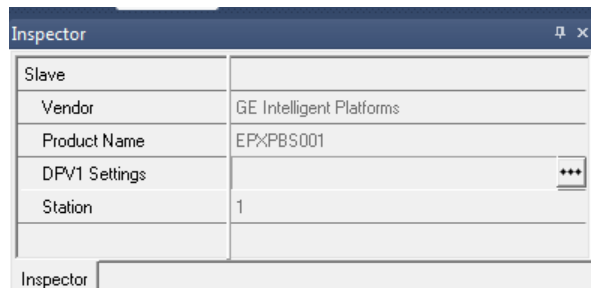 Inspector
Slave
Vendor GE Intelligent Platforms
Product Name EPXPBS001
DPV1 Settings
Station 1
Inspector